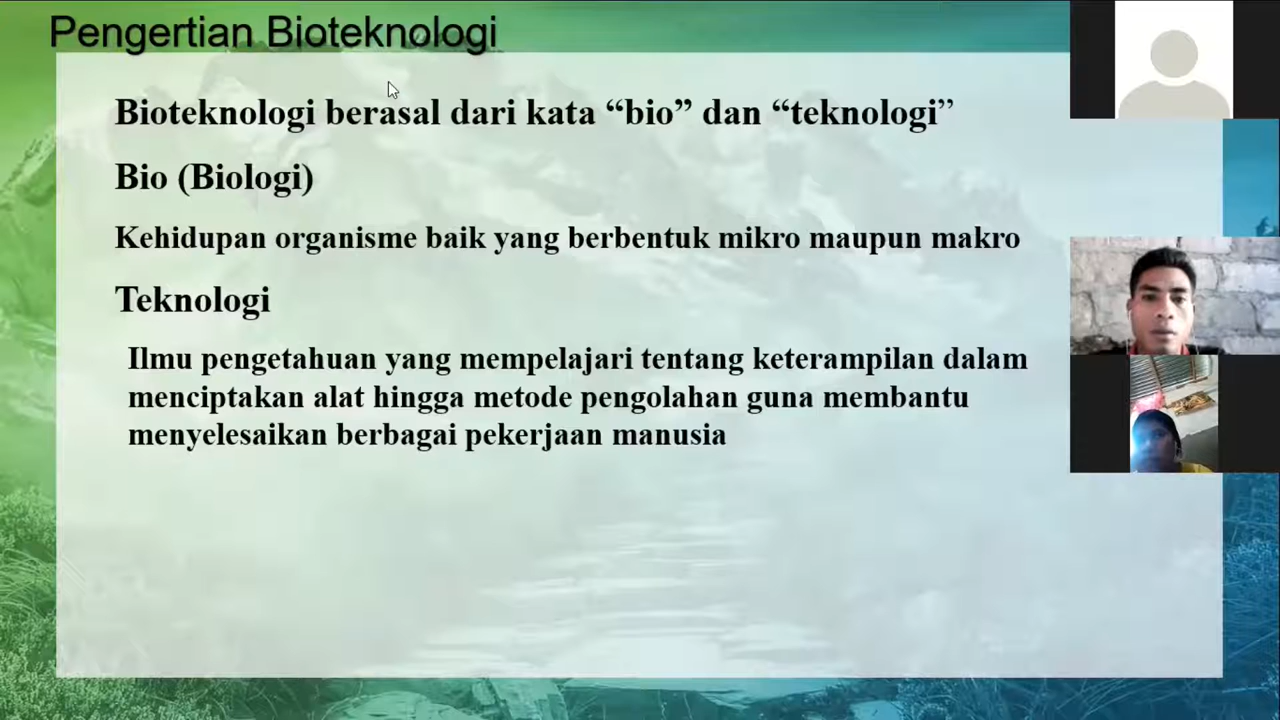 Pengertian Bioteknologi
Bioteknologi berasal dari kata “bio” dan “teknologi”
Bio (Biologi)
Kehidupan organisme baik yang berbentuk mikro maupun makro
Teknologi
Ilmu pengetahuan yang mempelajari tentang keterampilan dalam
menciptakan alat hingga metode pengolahan guna membantu
menyelesaikan berbagai pekerjaan manusia